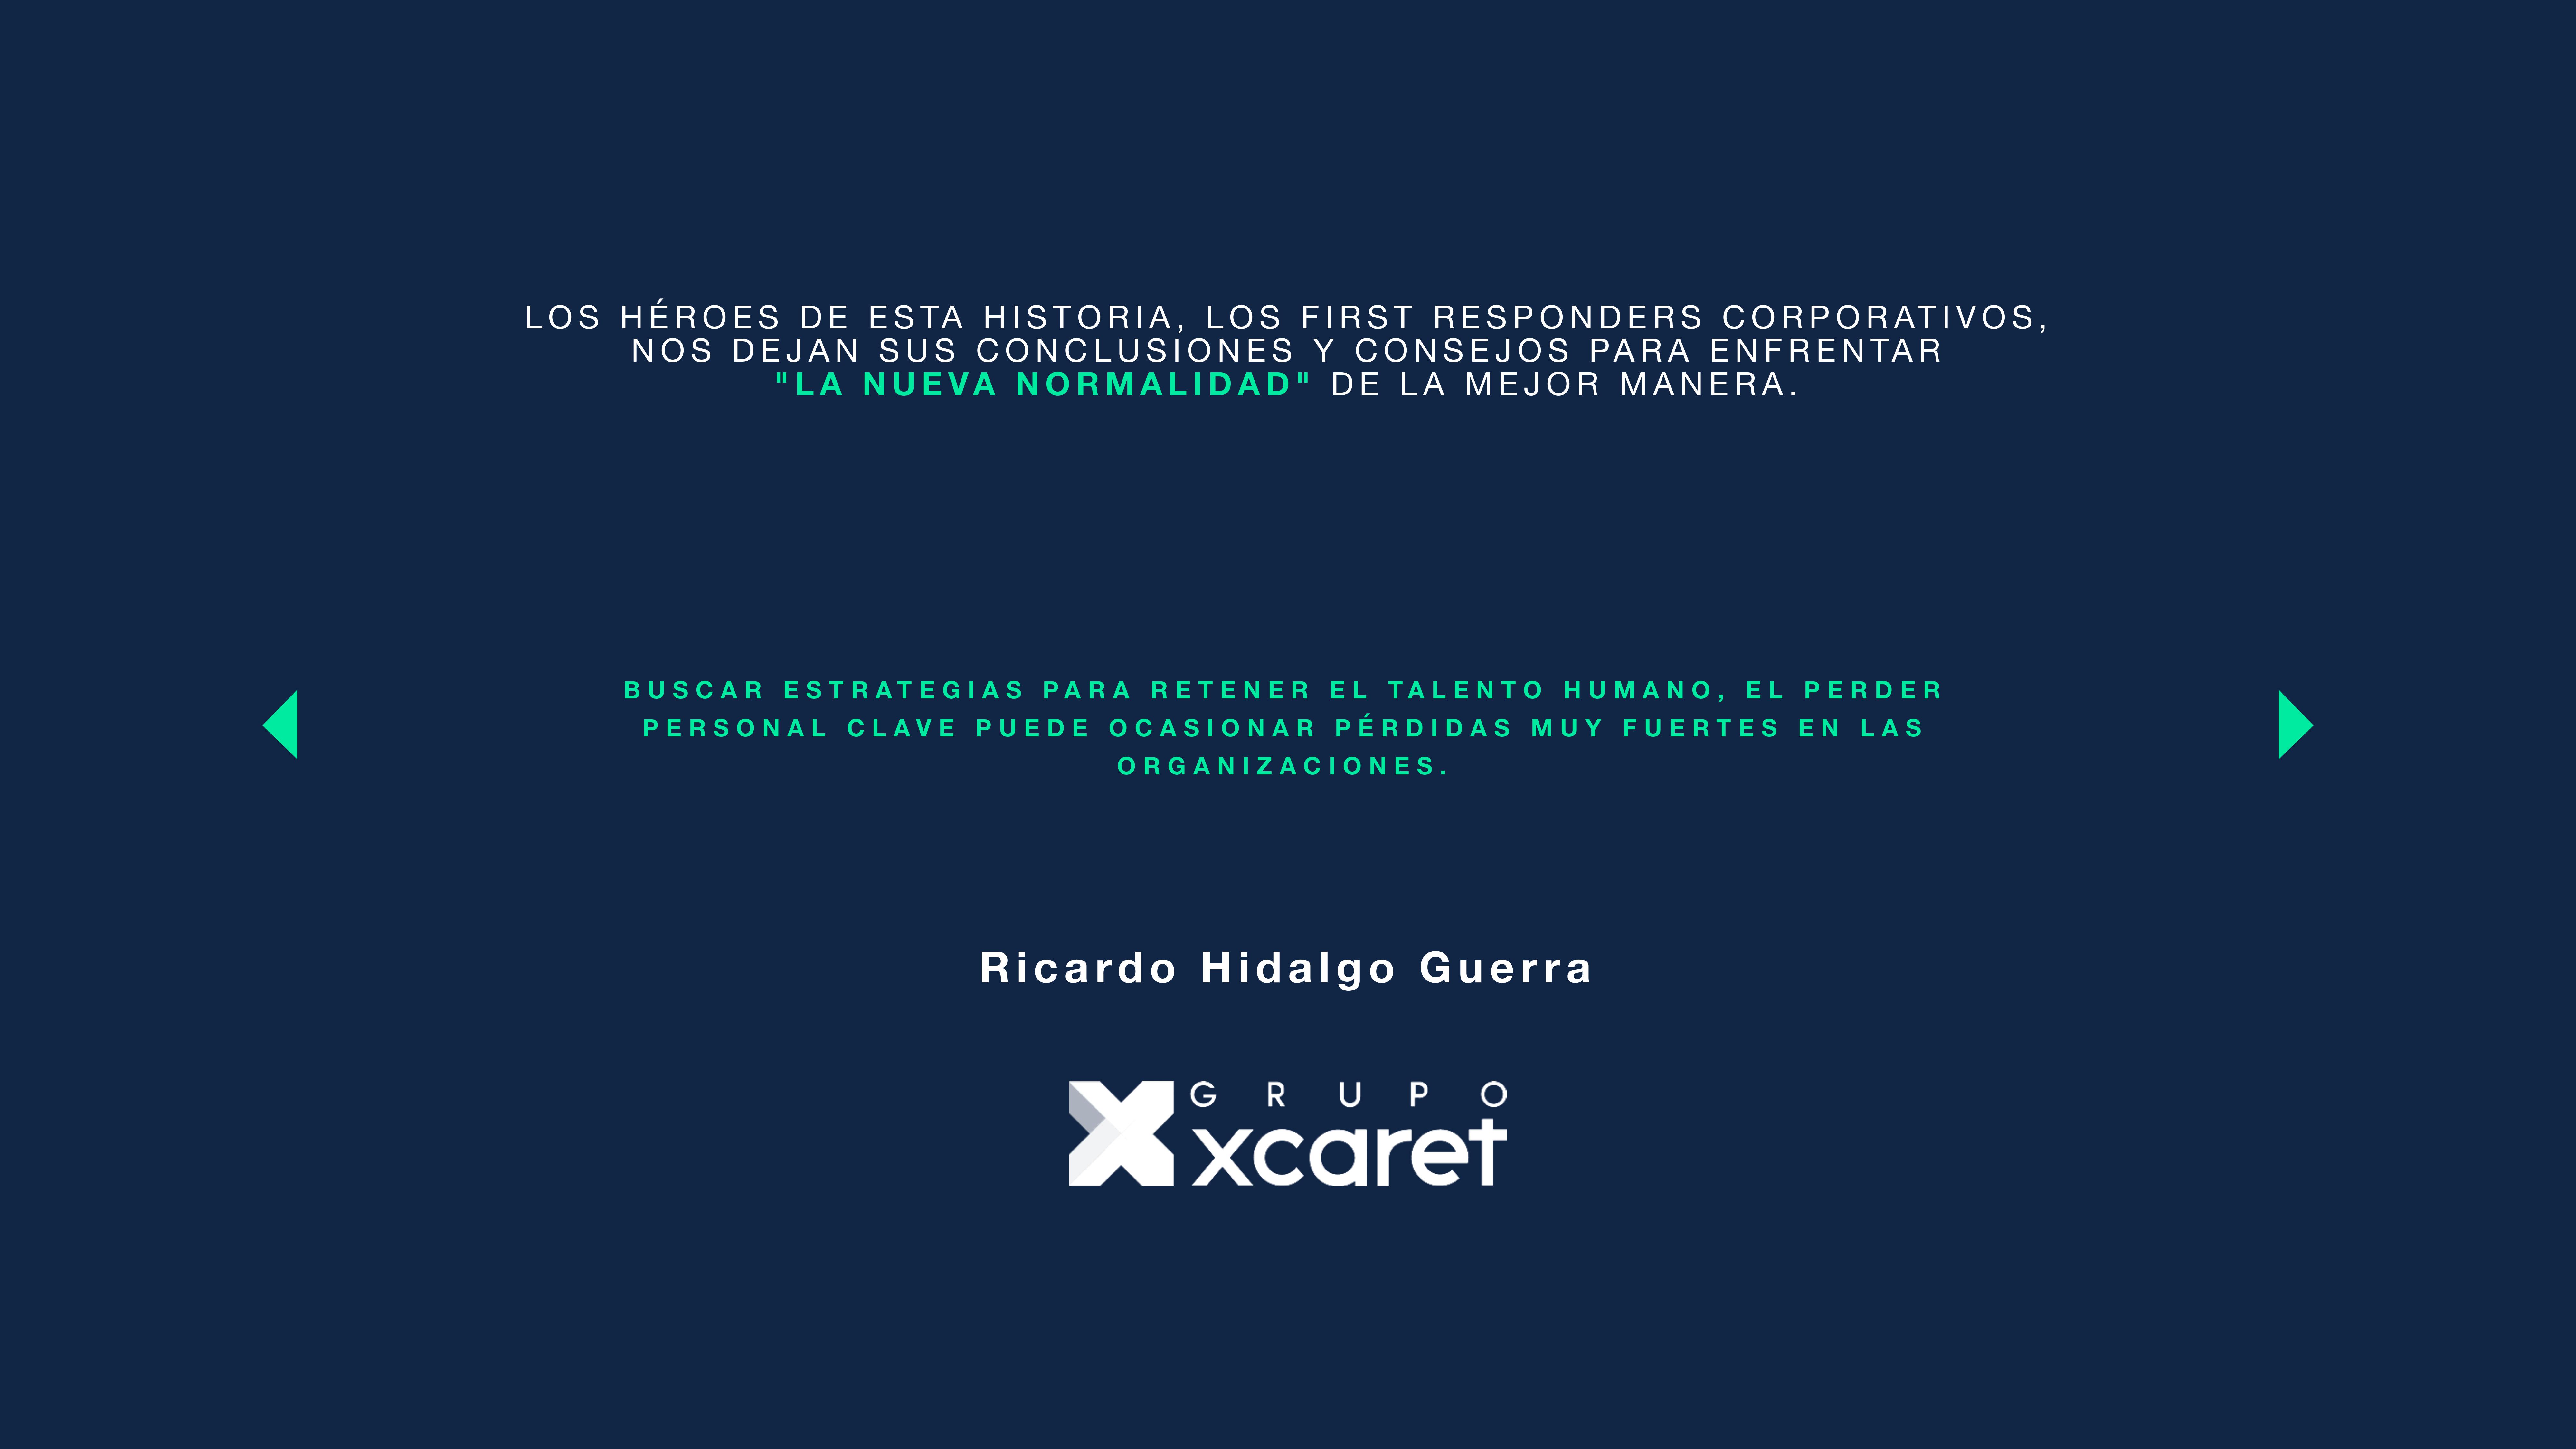 LOS HÉROES DE ESTA HISTORIA, LOS FIRST RESPONDERS CORPORATIVOS,
NOS DEJAN SUS CONCLUSIONES Y CONSEJOS PARA ENFRENTAR
"LA NUEVA NORMALIDAD" DE LA MEJOR MANERA.
BUSCAR ESTRATEGIAS PARA RETENER EL TALENTO HUMANO, EL PERDER
PERSONAL CLAVE PUEDE OCASIONAR PÉRDIDAS MUY FUERTES EN LAS
ORGANIZACIONES.
Ricardo Hidalgo Guerra
GRUPO
xcaret